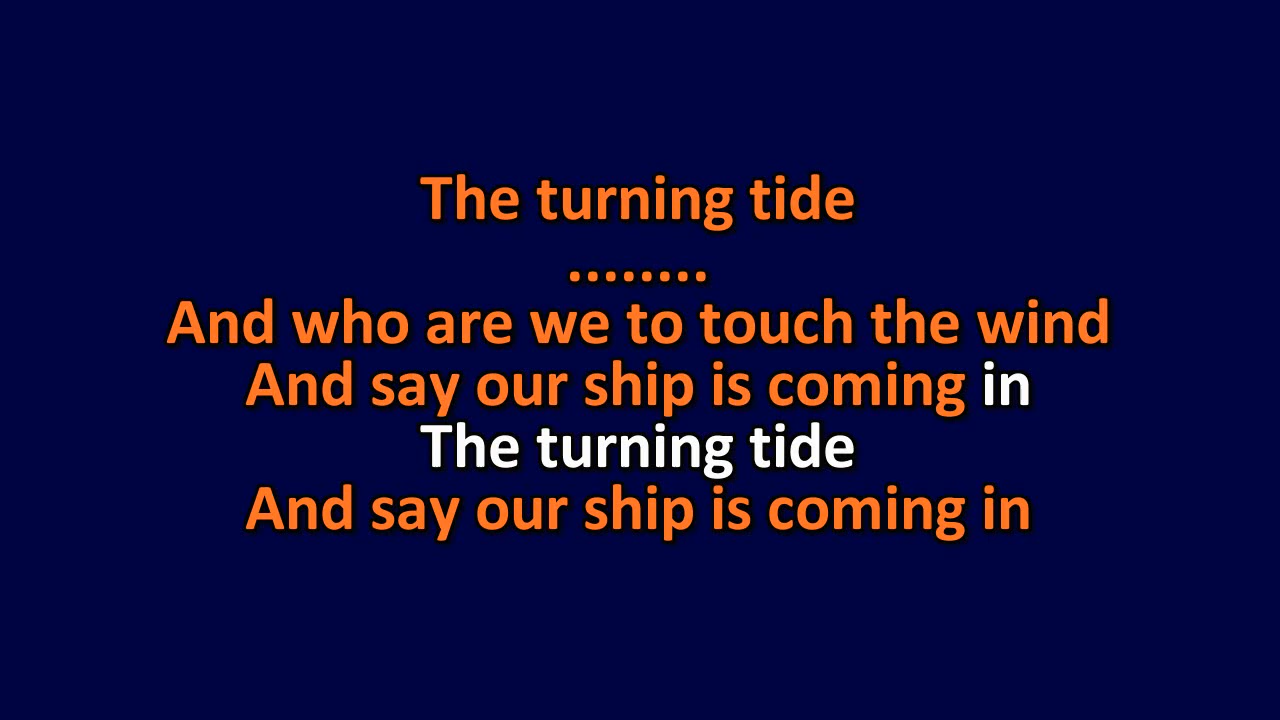 The turning tide
........
And who are we to touch the wind
And say our ship is coming in
The turning tide
And say our ship is coming in